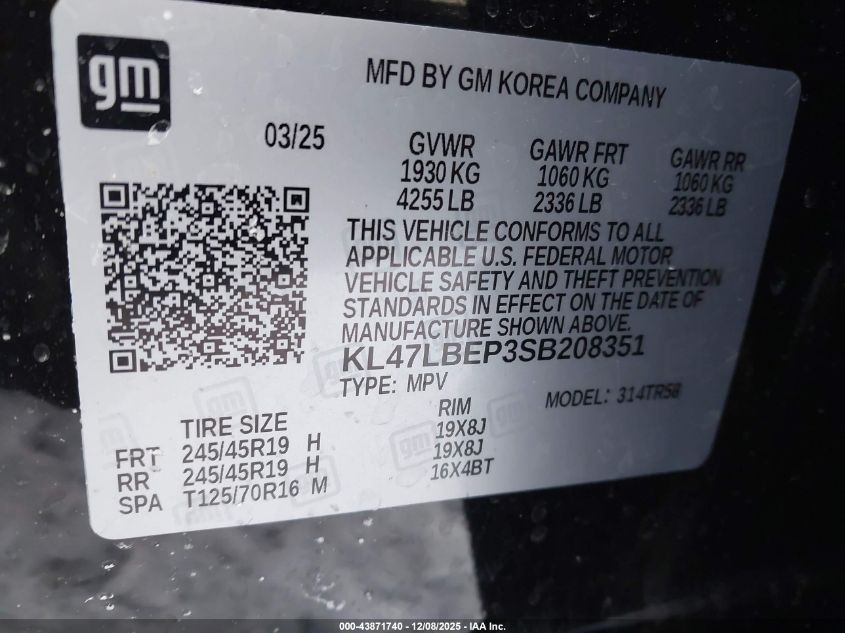 gm
MFD BY GM KOREA COMPANY
03/25
GVWR GAWR FRT GAWR RR
1930 KG 1060 KG 1060 KG
4255 LB 2336 LB 2336 LB
THIS VEHICLE CONFORMS TO ALL
APPLICABLE U.S. FEDERAL MOTOR
VEHICLE SAFETY AND THEFT PREVENTION
STANDARDS IN EFFECT ON THE DATE OF
MANUFACTURE SHOWN ABOVE.
KL47LBEP3SB208351
TYPE: MPV MODEL: 314TR58
TIRE SIZE RIM
FRT 245/45R19 H 19X8J
RR 245/45R19 H 19X8J
SPA T125/70R16 M 16X4BT
000-43871740 - 12/08/2025 - IAA Inc.